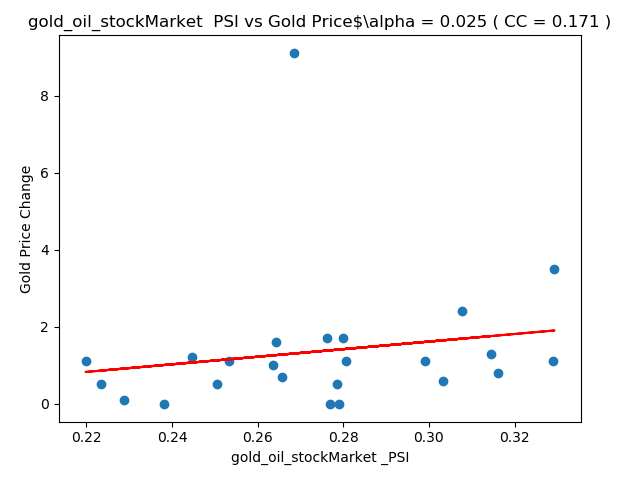 gold_oil_stockMarket  PSI vs Gold Price$\alpha = 0.025 ( CC = 0.171 )
Gold Price Change
8
6
4
2
0
0.22 0.24 0.26 0.28 0.30 0.32
gold_oil_stockMarket _PSI